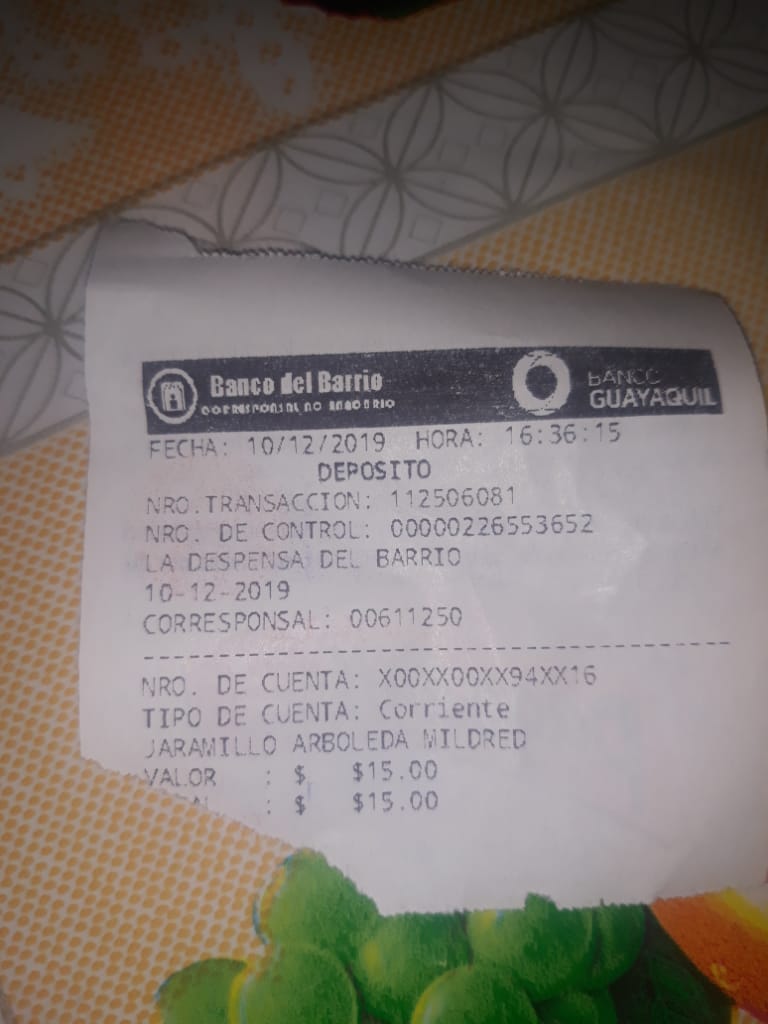 Banco del Barrio
BANCO
GUAYAQUIL
FECHA: 10/12/2019 HORA: 16:36:15
DEPOSITO
NRO.TRANSACCION: 112506081
NRO. DE CONTROL: 00000226553652
LA DESPENSA DEL BARRIO
10-12-2019
CORRESPONSAL: 00611250
NRO. DE CUENTA: X00XX00XX94XX16
TIPO DE CUENTA: Corriente
JARAMILLO ARBOLEDA MILDRED
VALOR : $ $15.00
: $ $15.00